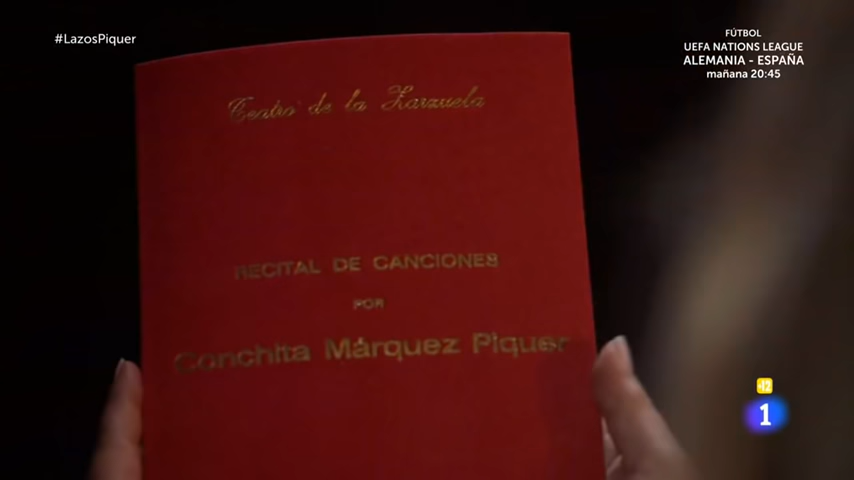 #LazosPiquer
FÚTBOL
UEFA NATIONS LEAGUE
ALEMANIA - ESPAÑA
mañana 20:45
Teatro de la Zarzuela
RECITAL DE CANCIONES
POR
Conchita Márquez Piquer
+12
1